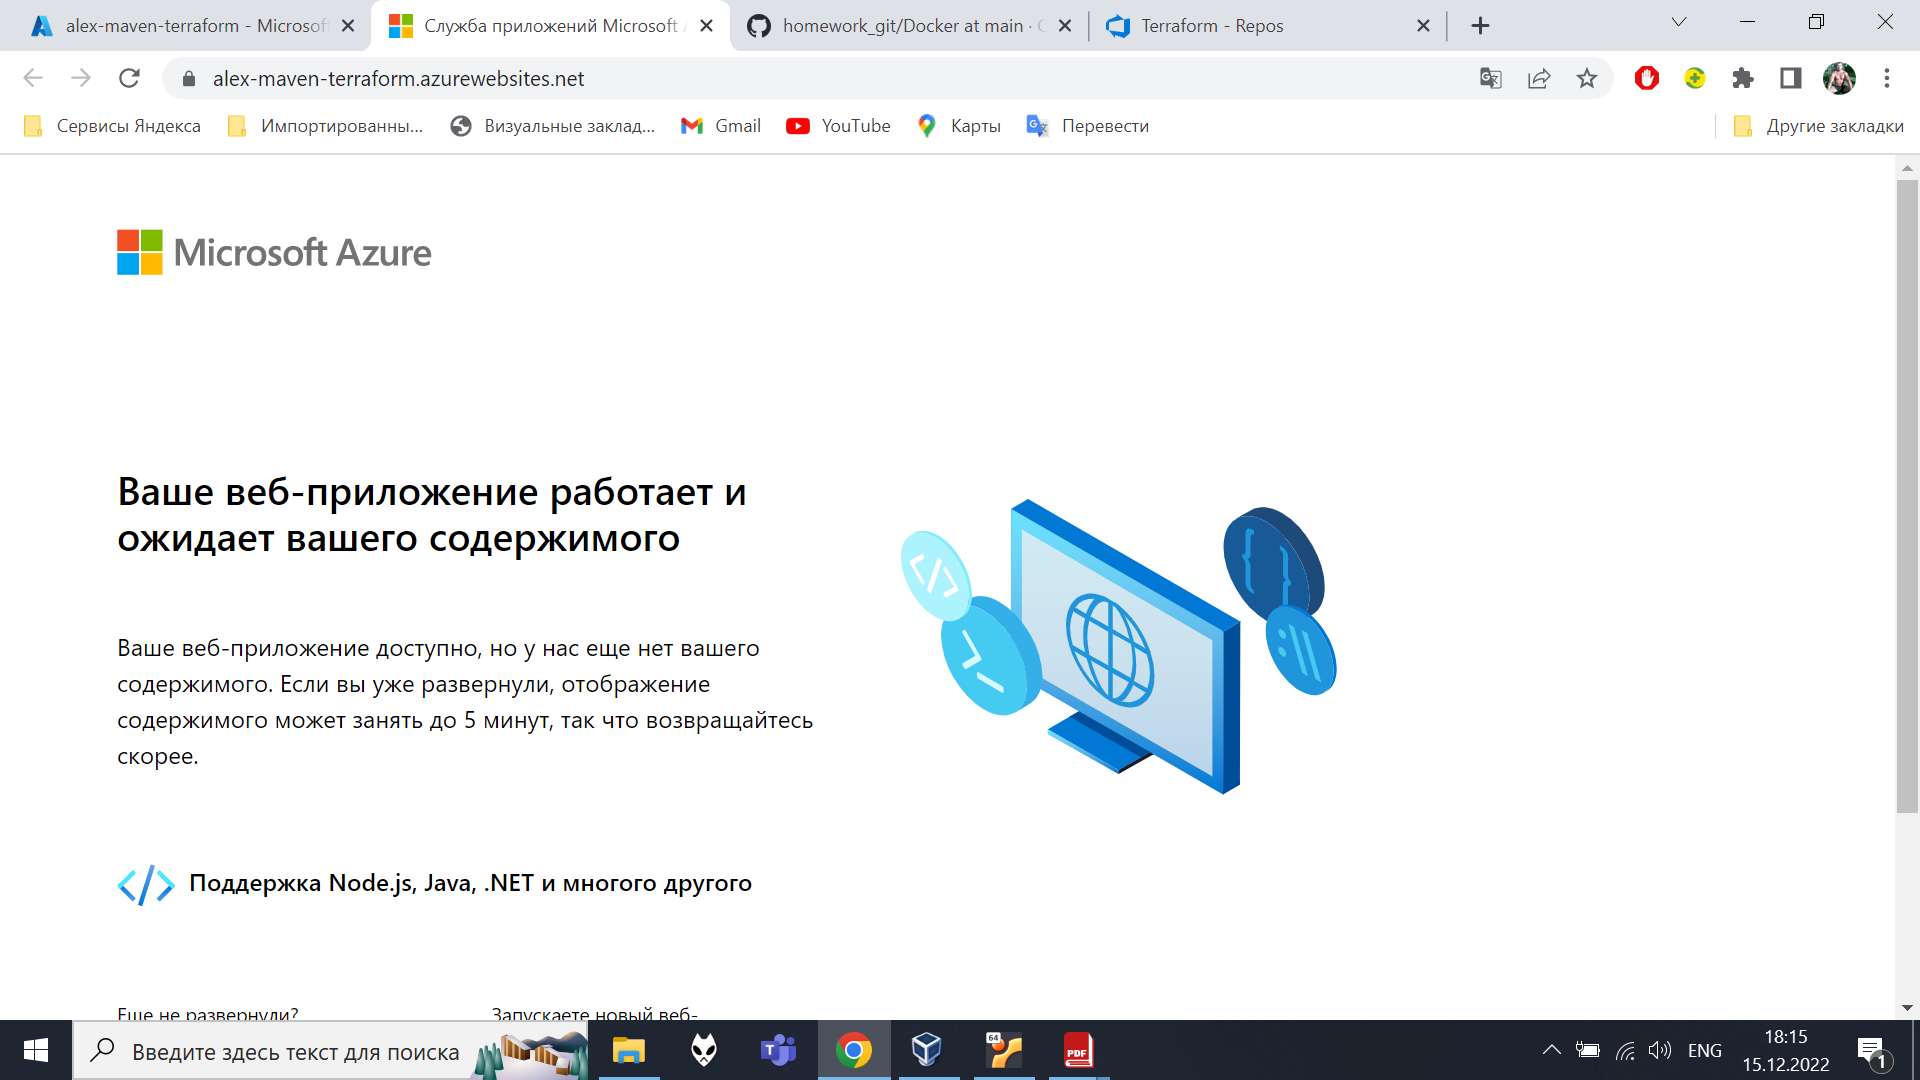 alex-maven-terraform - Microsof
Служба приложений Microsoft
homework_git/Docker at main ·
Terraform - Repos
alex-maven-terraform.azurewebsites.net
Сервисы Яндекса
Импортированны...
Визуальные заклад...
Gmail
YouTube
Карты
Перевести
Другие закладки
Microsoft Azure
Ваше веб-приложение работает и
ожидает вашего содержимого
Ваше веб-приложение доступно, но у нас еще нет вашего
содержимого. Если вы уже развернули, отображение
содержимого может занять до 5 минут, так что возвращайтесь
скорее.
Поддержка Node.js, Java, .NET и многого другого
Еще не развернули?
Запускаете новый веб-
Введите здесь текст для поиска
64
PDF
ENG
18:15
15.12.2022
1